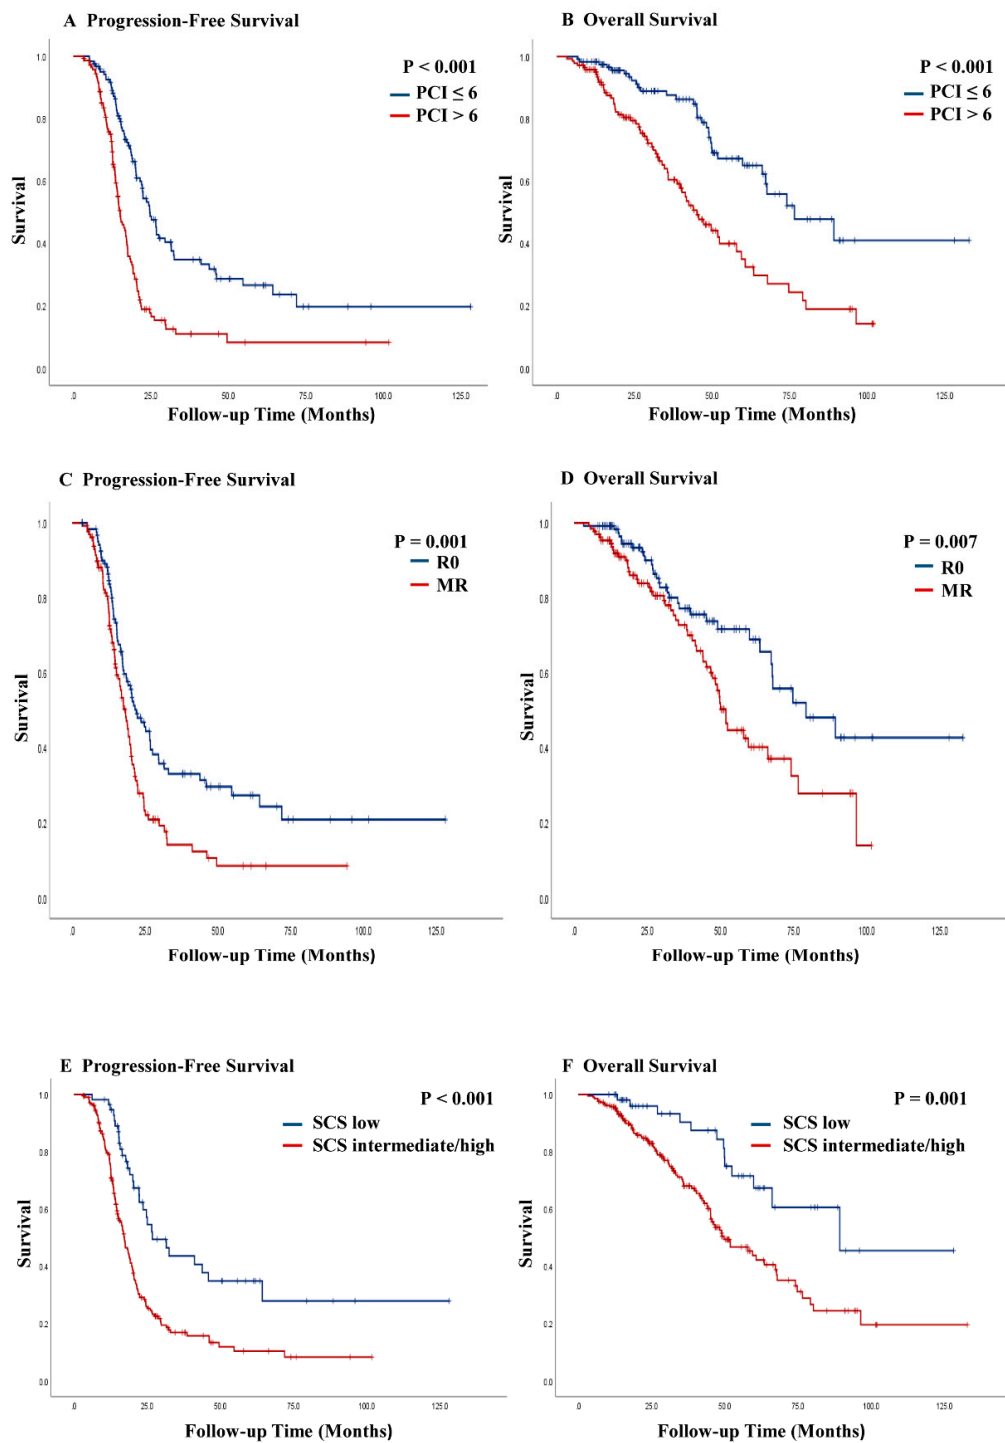 A Progression-Free Survival
P < 0.001
PCI ≤ 6
PCI > 6
Survival
1.0
0.8
0.6
0.4
0.2
0.0
.0 25.0 50.0 75.0 100.0 125.0
Follow-up Time (Months)
B Overall Survival
P < 0.001
PCI ≤ 6
PCI > 6
Survival
1.0
0.8
0.6
0.4
0.2
0.0
.0 25.0 50.0 75.0 100.0 125.0
Follow-up Time (Months)
C Progression-Free Survival
P = 0.001
R0
MR
Survival
1.0
0.8
0.6
0.4
0.2
0.0
.0 25.0 50.0 75.0 100.0 125.0
Follow-up Time (Months)
D Overall Survival
P = 0.007
R0
MR
Survival
1.0
0.8
0.6
0.4
0.2
0.0
.0 25.0 50.0 75.0 100.0 125.0
Follow-up Time (Months)
E Progression-Free Survival
P < 0.001
SCS low
SCS intermediate/high
Survival
1.0
0.8
0.6
0.4
0.2
0.0
.0 25.0 50.0 75.0 100.0 125.0
Follow-up Time (Months)
F Overall Survival
P = 0.001
SCS low
SCS intermediate/high
Survival
1.0
0.8
0.6
0.4
0.2
0.0
.0 25.0 50.0 75.0 100.0 125.0
Follow-up Time (Months)